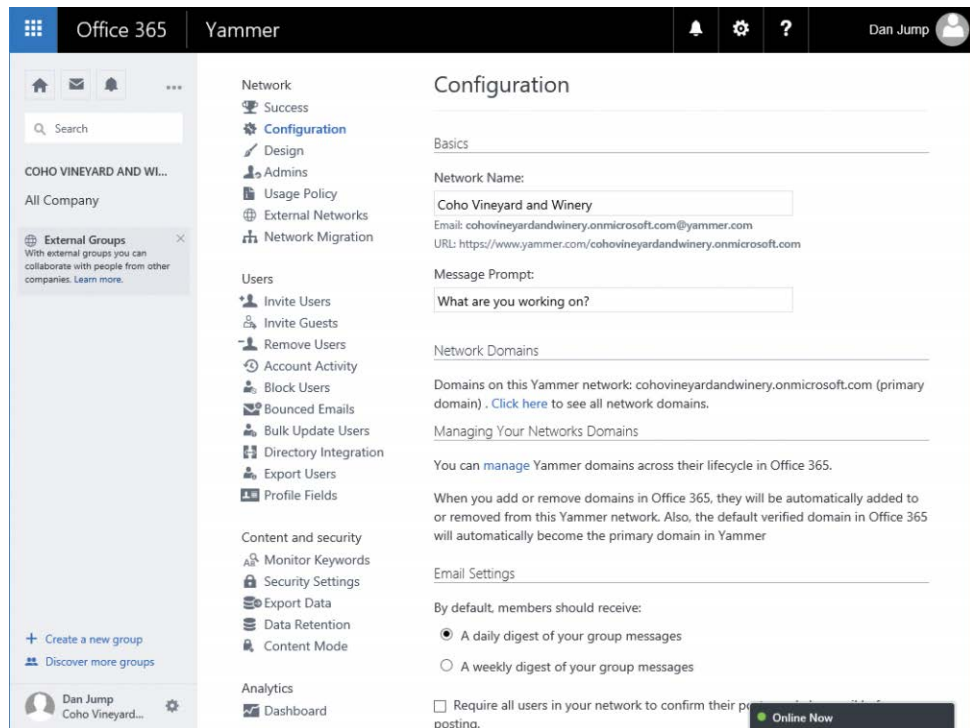 Office 365
Yammer
?
Dan Jump
Search
COHO VINEYARD AND WI...
All Company
External Groups
With external groups you can
collaborate with people from other
companies. Learn more.
+ Create a new group
Discover more groups
Dan Jump
Coho Vineyard...
Network
Success
Configuration
Design
Admins
Usage Policy
External Networks
Network Migration
Users
Invite Users
Invite Guests
Remove Users
Account Activity
Block Users
Bounced Emails
Bulk Update Users
Directory Integration
Export Users
Profile Fields
Content and security
Monitor Keywords
Security Settings
Export Data
Data Retention
Content Mode
Analytics
Dashboard
Configuration
Basics
Network Name:
Coho Vineyard and Winery
Email: cohovineyardandwinery.onmicrosoft.com@yammer.com
URL: https://www.yammer.com/cohovineyardandwinery.onmicrosoft.com
Message Prompt:
What are you working on?
Network Domains
Domains on this Yammer network: cohovineyardandwinery.onmicrosoft.com (primary
domain) . Click here to see all network domains.
Managing Your Networks Domains
You can manage Yammer domains across their lifecycle in Office 365.
When you add or remove domains in Office 365, they will be automatically added to
or removed from this Yammer network. Also, the default verified domain in Office 365
will automatically become the primary domain in Yammer
Email Settings
By default, members should receive:
A daily digest of your group messages
A weekly digest of your group messages
Require all users in your network to confirm their
posting.
Online Now